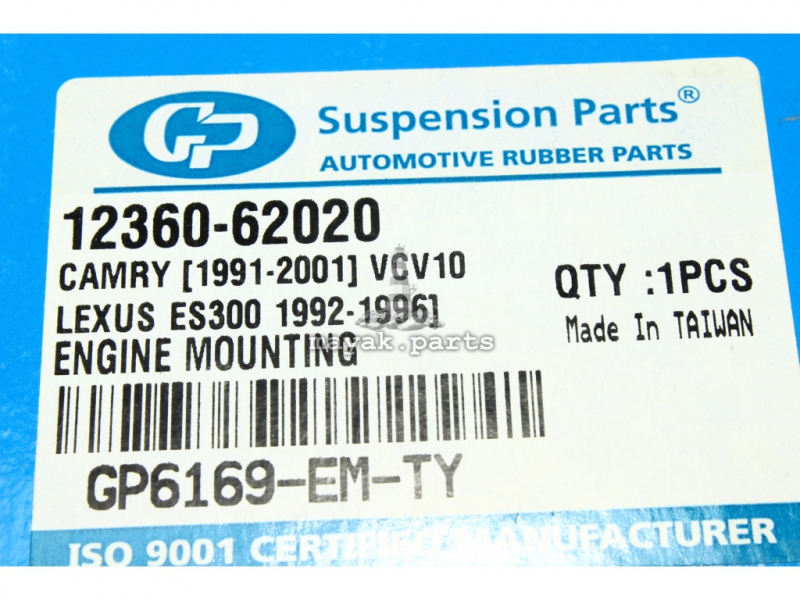 GP
Suspension Parts®
AUTOMOTIVE RUBBER PARTS
12360-62020
CAMRY [1991-2001] VCV10
LEXUS ES300 1992-1996]
ENGINE MOUNTING
QTY :1PCS
Made In TAIWAN
mayak.parts
GP6169-EM-TY
ISO 9001 CERTIFIED MANUFACTURER